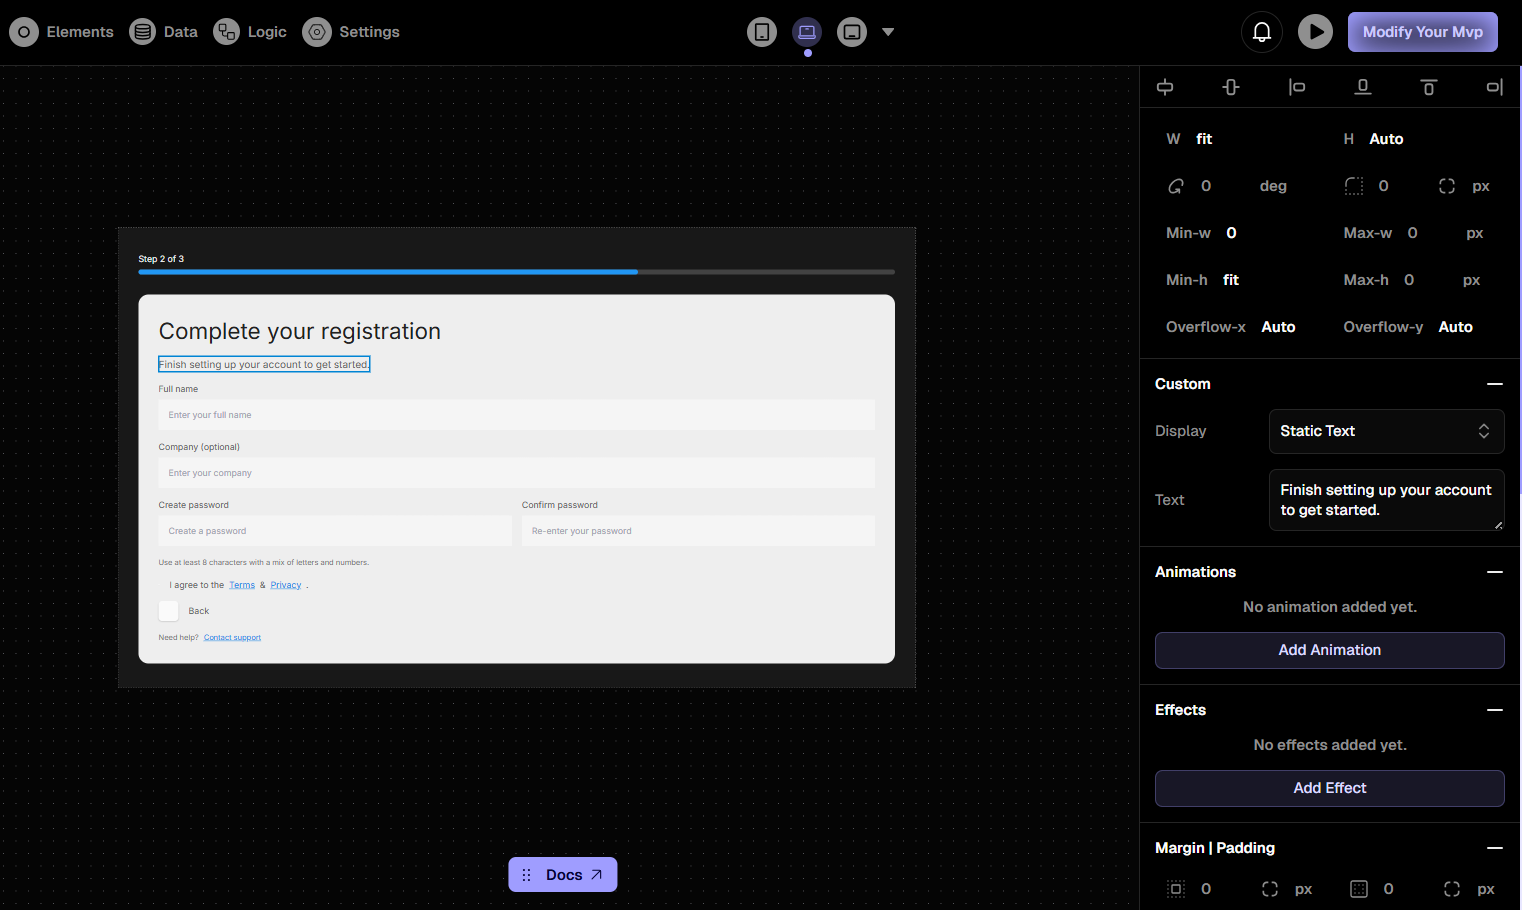 Elements Data Logic Settings Modify Your Mvp
W fit H Auto
0 deg 0 px
Min-w 0 Max-w 0 px
Min-h fit Max-h 0 px
Overflow-x Auto Overflow-y Auto
Step 2 of 3
Complete your registration
Finish setting up your account to get started.
Full name
Enter your full name
Company (optional)
Enter your company
Create password Confirm password
Create a password Re-enter your password
Use at least 8 characters with a mix of letters and numbers.
I agree to the Terms & Privacy .
Back
Need help? Contact support
Custom
Display Static Text
Text Finish setting up your account
to get started.
Animations
No animation added yet.
Add Animation
Effects
No effects added yet.
Add Effect
Margin | Padding
0 px 0 px
Docs